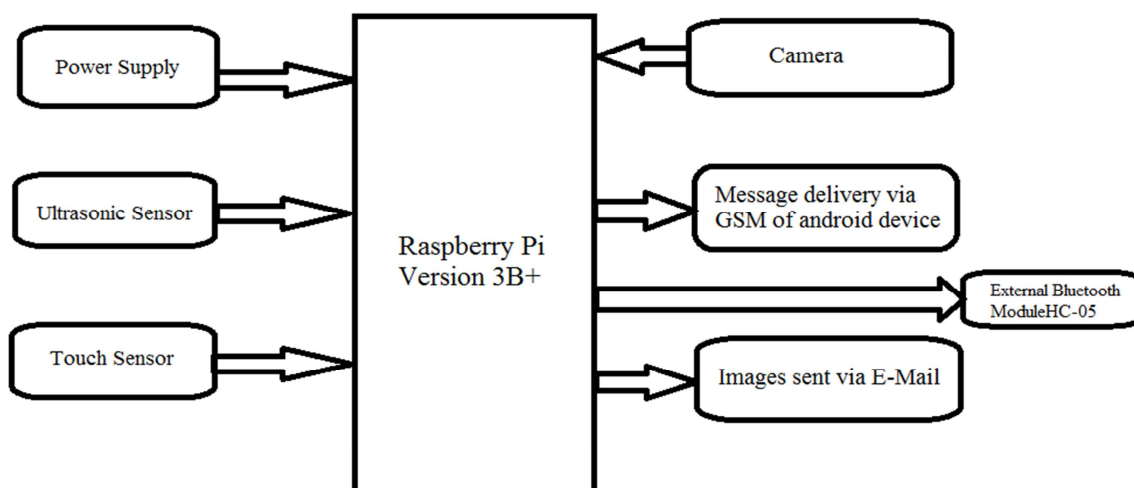 Power Supply
Camera
Ultrasonic Sensor
Message delivery via
GSM of android device
Raspberry Pi
Version 3B+
External Bluetooth
ModuleHC-05
Touch Sensor
Images sent via E-Mail